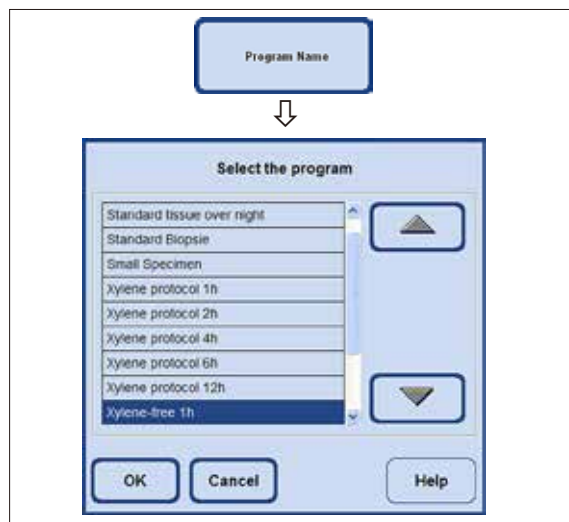 Program Name
Select the program
Standard tissue over night
Standard Biopsie
Small Specimen
Xylene protocol 1h
Xylene protocol 2h
Xylene protocol 4h
Xylene protocol 6h
Xylene protocol 12h
Xylene-free 1h
OK Cancel Help